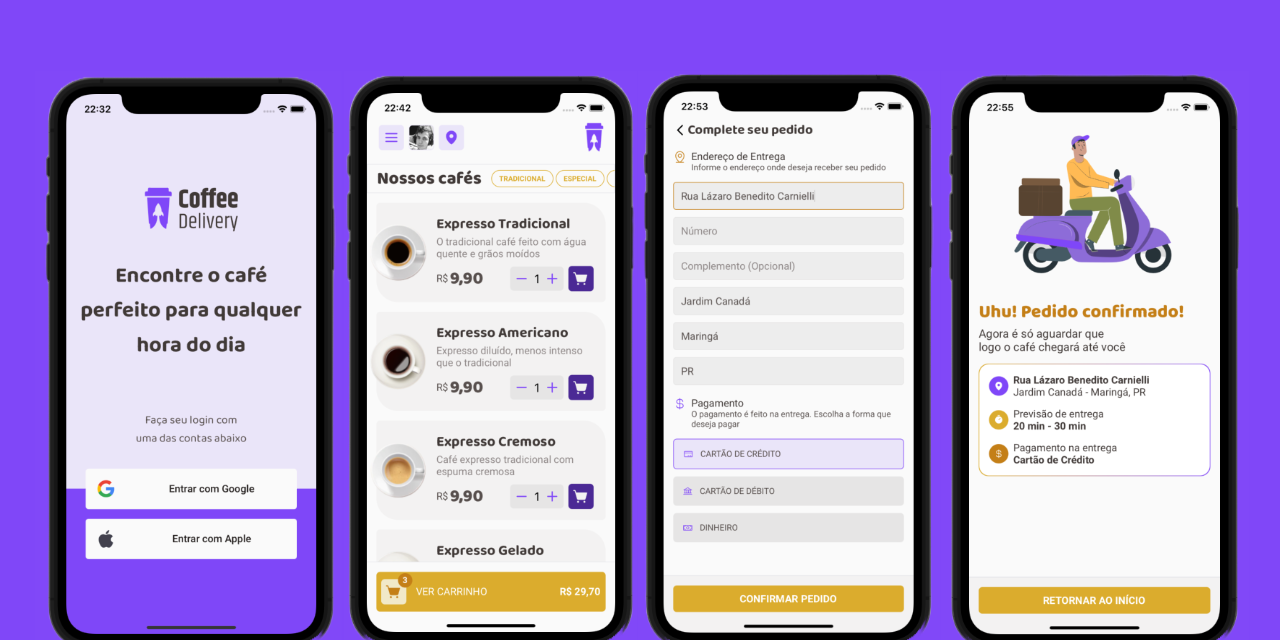 22:32
Coffee
Delivery
Encontre o café
perfeito para qualquer
hora do dia
Faça seu login com
uma das contas abaixo
Entrar com Google
Entrar com Apple
22:42
Nossos cafés
TRADICIONAL
ESPECIAL
Expresso Tradicional
O tradicional café feito com água
quente e grãos moídos
R$ 9,90
1
Expresso Americano
Expresso diluído, menos intenso
que o tradicional
R$ 9,90
1
Expresso Cremoso
Café expresso tradicional com
espuma cremosa
R$ 9,90
1
Expresso Gelado
3
VER CARRINHO
R$ 29,70
22:53
Complete seu pedido
Endereço de Entrega
Informe o endereço onde deseja receber seu pedido
Rua Lázaro Benedito Carnielli
Número
Complemento (Opcional)
Jardim Canadá
Maringá
PR
Pagamento
O pagamento é feito na entrega. Escolha a forma que
deseja pagar
CARTÃO DE CRÉDITO
CARTÃO DE DÉBITO
DINHEIRO
CONFIRMAR PEDIDO
22:55
Uhu! Pedido confirmado!
Agora é só aguardar que
logo o café chegará até você
Rua Lázaro Benedito Carnielli
Jardim Canadá - Maringá, PR
Previsão de entrega
20 min - 30 min
Pagamento na entrega
Cartão de Crédito
RETORNAR AO INÍCIO